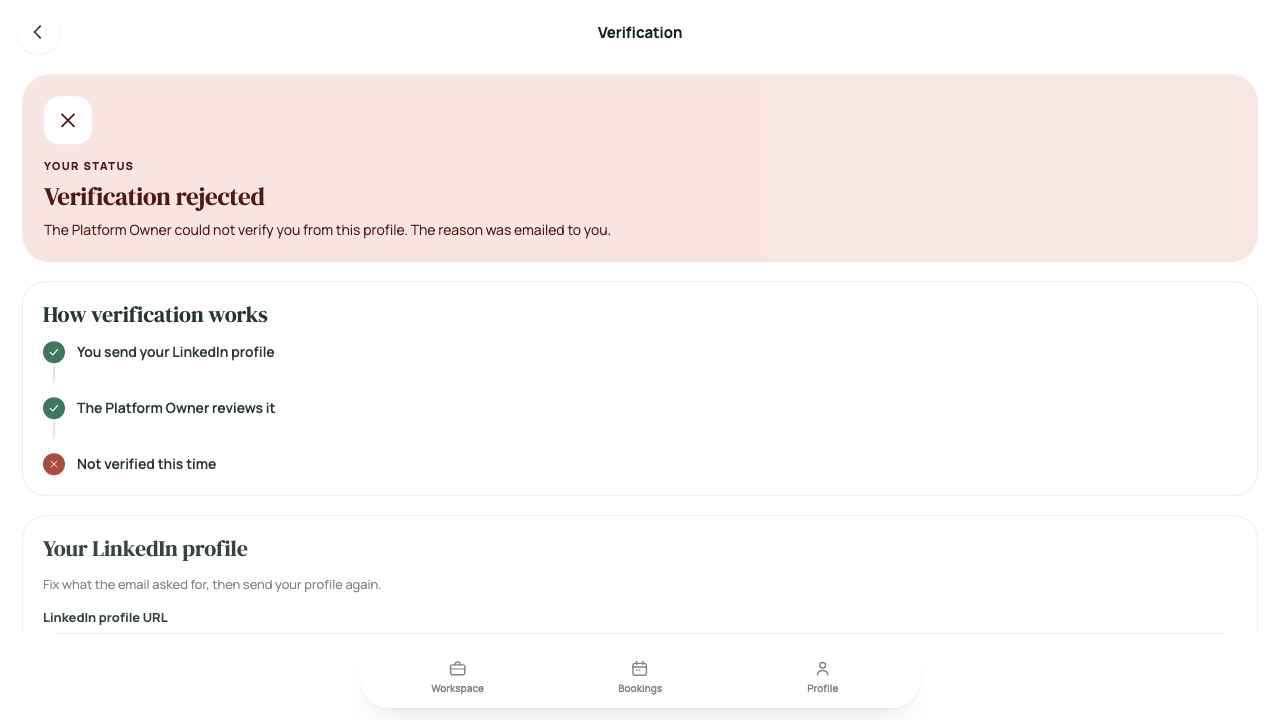 Verification
YOUR STATUS
Verification rejected
The Platform Owner could not verify you from this profile. The reason was emailed to you.
How verification works
You send your LinkedIn profile
The Platform Owner reviews it
Not verified this time
Your LinkedIn profile
Fix what the email asked for, then send your profile again.
LinkedIn profile URL
Workspace
Bookings
Profile